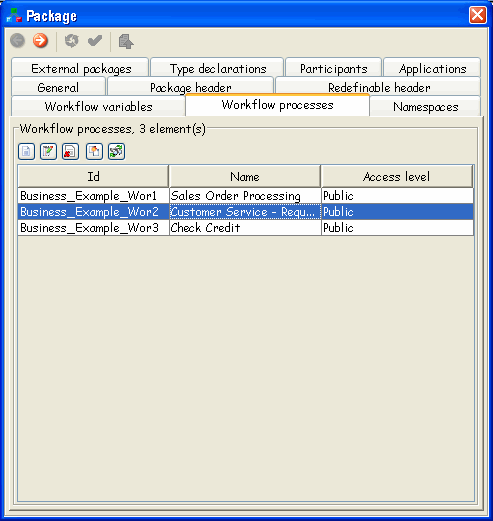 Package
External packages Type declarations Participants Applications
General Package header Redefinable header
Workflow variables Workflow processes Namespaces
Workflow processes, 3 element(s)
Id Name Access level
Business_Example_Wor1 Sales Order Processing Public
Business_Example_Wor2 Customer Service - Requ... Public
Business_Example_Wor3 Check Credit Public